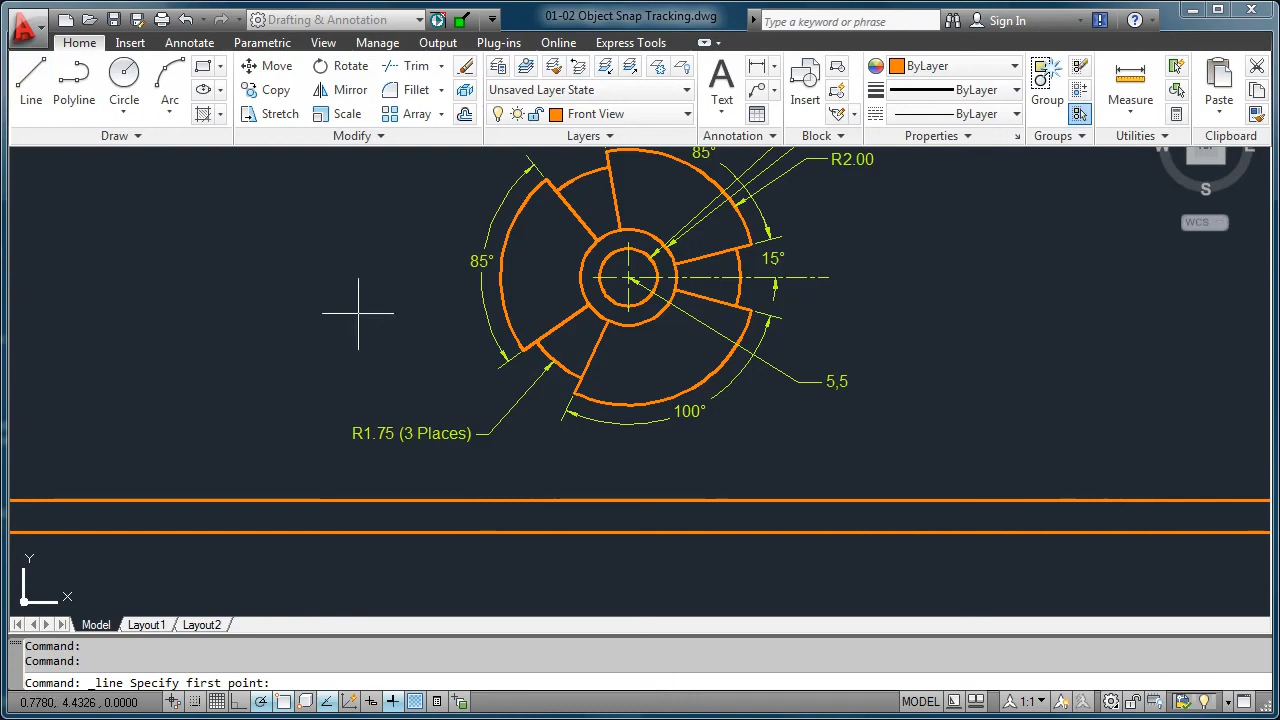 Drafting & Annotation
01-02 Object Snap Tracking.dwg
Type a keyword or phrase
Sign In
Home Insert Annotate Parametric View Manage Output Plug-ins Online Express Tools
Line
Polyline
Circle
Arc
Move
Rotate
Trim
Copy
Mirror
Fillet
Stretch
Scale
Array
Unsaved Layer State
Front View
Text
Insert
ByLayer
ByLayer
ByLayer
Group
Measure
Paste
Draw Modify Layers Annotation Block Properties Groups Utilities Clipboard
85°
R2.00
W
E
S
WCS
85°
15°
5,5
100°
R1.75 (3 Places)
Y
X
Model Layout1 Layout2
Command:
Command:
Command: _line Specify first point:
0.7780, 4.4326, 0.0000
MODEL
1:1